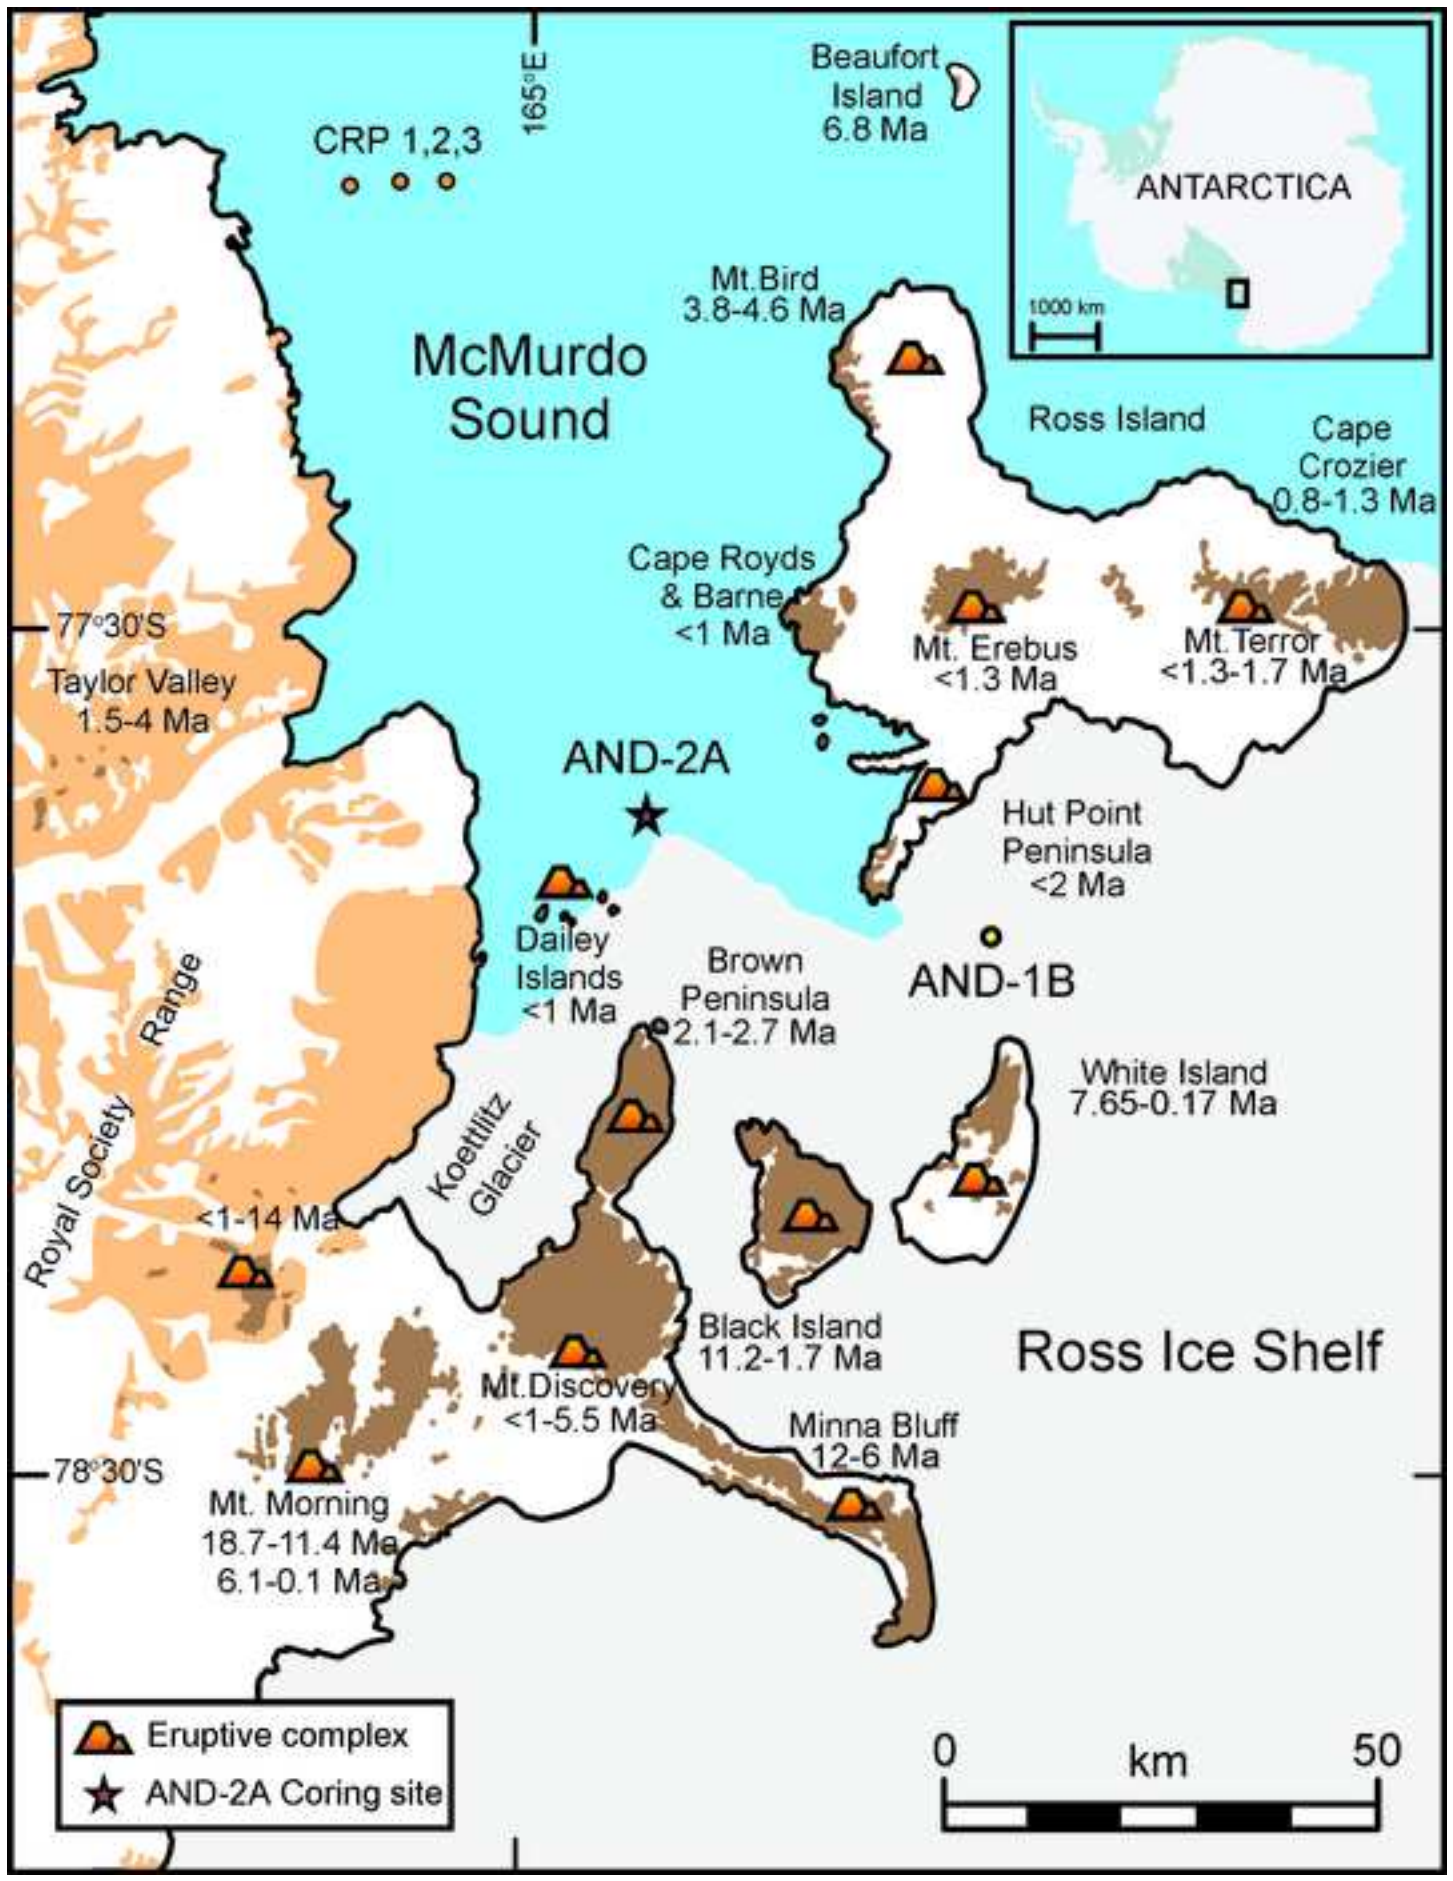 165°E
Beaufort
Island
6.8 Ma
CRP 1,2,3
ANTARCTICA
1000 km
Mt.Bird
3.8-4.6 Ma
McMurdo
Sound
Ross Island
Cape
Crozier
0.8-1.3 Ma
Cape Royds
& Barne
<1 Ma
77°30'S
Mt. Erebus
<1.3 Ma
Mt.Terror
<1.3-1.7 Ma
Taylor Valley
1.5-4 Ma
AND-2A
Hut Point
Peninsula
<2 Ma
Dailey
Islands
<1 Ma
Brown
Peninsula
2.1-2.7 Ma
AND-1B
White Island
7.65-0.17 Ma
Koettlitz
Glacier
Royal Society Range
<1-14 Ma
Black Island
11.2-1.7 Ma
Ross Ice Shelf
Mt.Discovery
<1-5.5 Ma
Minna Bluff
12-6 Ma
78°30'S
Mt. Morning
18.7-11.4 Ma
6.1-0.1 Ma
Eruptive complex
AND-2A Coring site
0 km 50